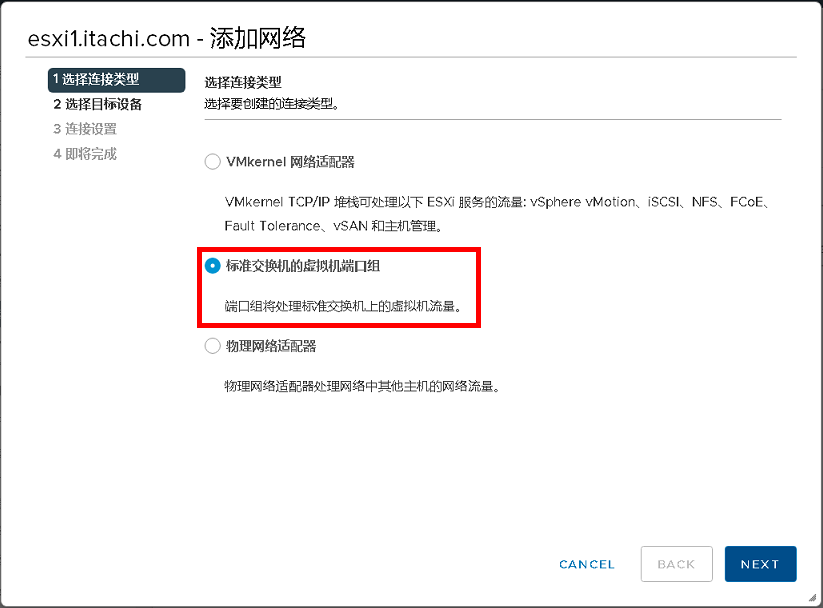 esxi1.itachi.com - 添加网络
1 选择连接类型
2 选择目标设备
3 连接设置
4 即将完成
选择连接类型
选择要创建的连接类型。
VMkernel 网络适配器
VMkernel TCP/IP 堆栈可处理以下 ESXi 服务的流量: vSphere vMotion、iSCSI、NFS、FCoE、
Fault Tolerance、vSAN 和主机管理。
标准交换机的虚拟机端口组
端口组将处理标准交换机上的虚拟机流量。
物理网络适配器
物理网络适配器处理网络中其他主机的网络流量。
CANCEL
BACK
NEXT